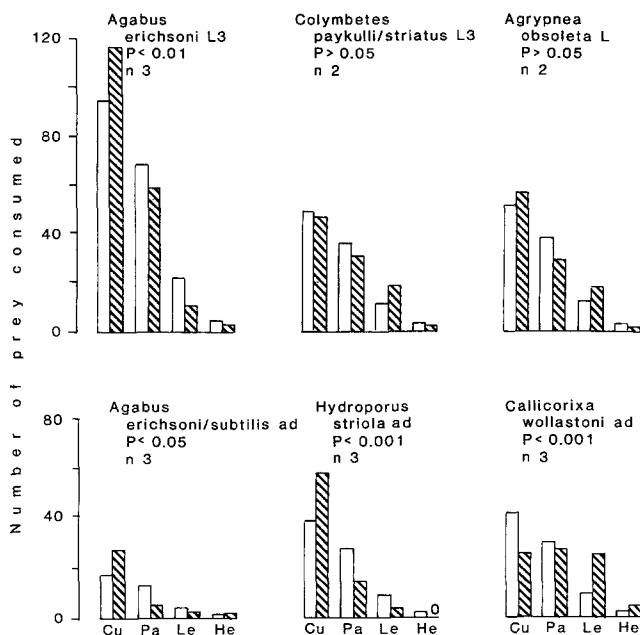 Agabus
erichsoni L3
P< 0.01
n 3
Colymbetes
paykulli/striatus L3
P> 0.05
n 2
Agrypnea
obsoleta L
P> 0.05
n 2
120
80
40
0
Number of prey consumed
Agabus
erichsoni/subtilis ad
P< 0.05
n 3
Hydroporus
striola ad
P< 0.001
n 3
Callicorixa
wollastoni ad
P< 0.001
n 3
80
40
0
0
Cu Pa Le He
Cu Pa Le He
Cu Pa Le He